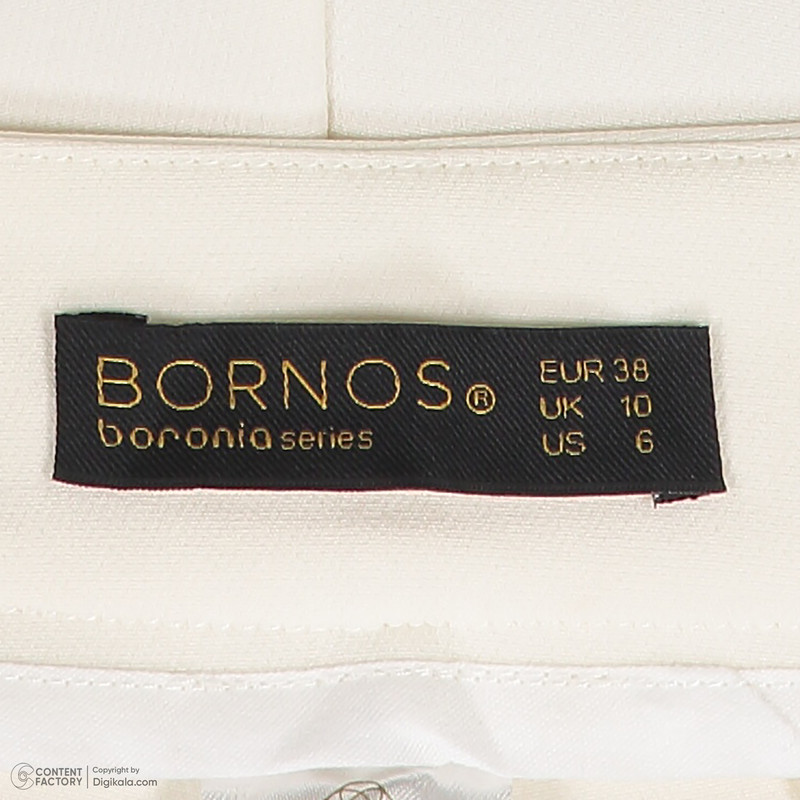 BORNOS®
boronia series
EUR 38
UK 10
US 6
CONTENT FACTORY
Copyright by
Digikala.com